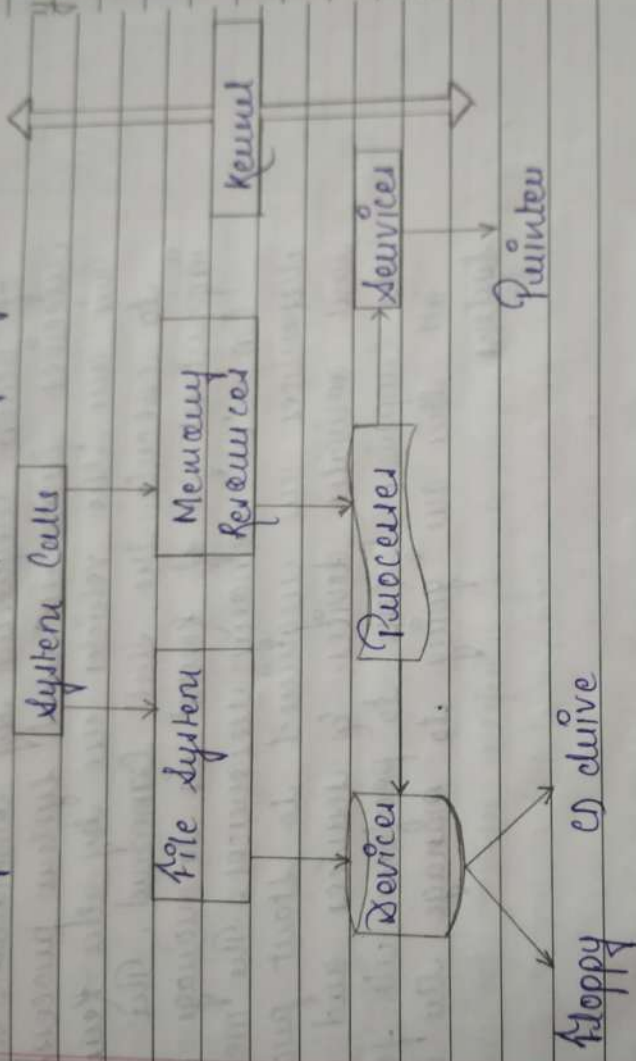 System Calls
File System
Memory
Resources
Kernel
Devices
Processes
Services
Floppy
CD drive
Printer